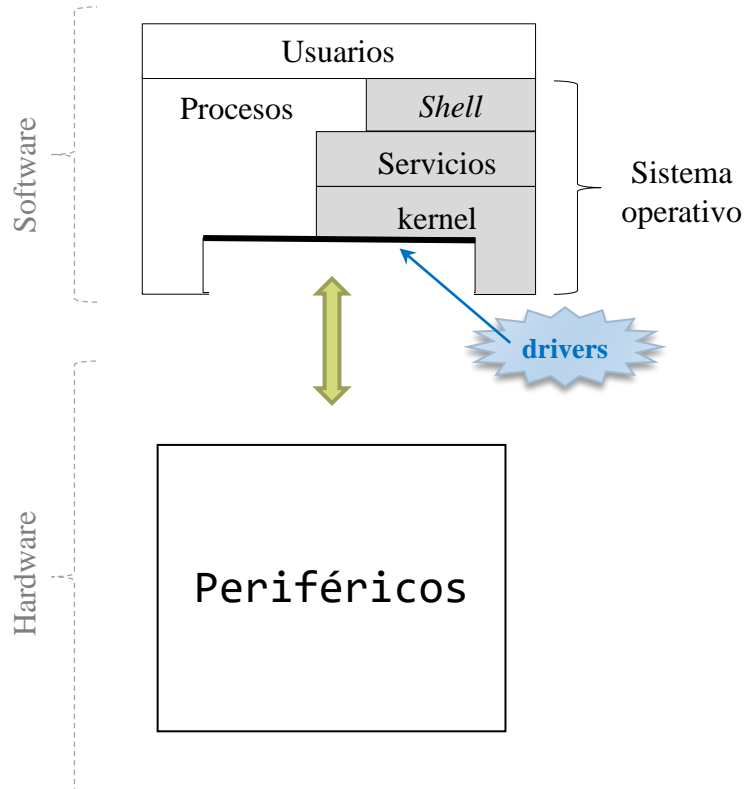 Usuarios
Procesos
Shell
Servicios
kernel
Sistema
operativo
Software
drivers
Hardware
Periféricos